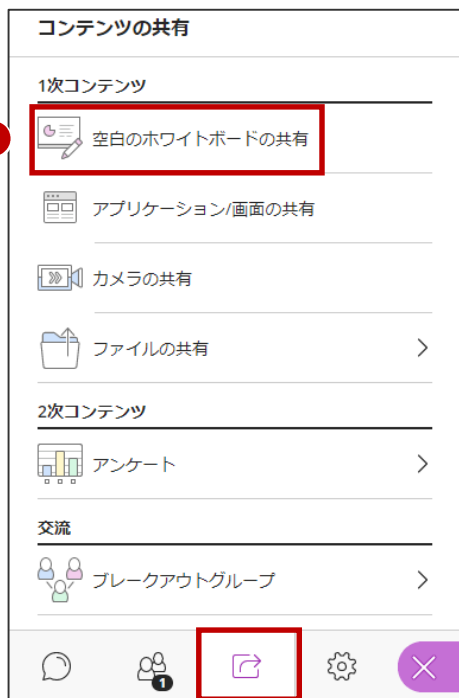 コンテンツの共有
1次コンテンツ
空白のホワイトボードの共有
アプリケーション/画面の共有
カメラの共有
ファイルの共有
2次コンテンツ
アンケート
交流
ブレークアウトグループ
1